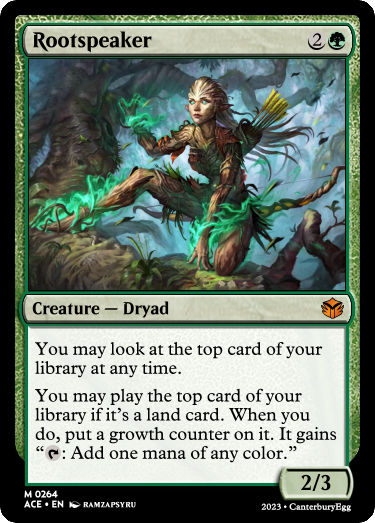 Rootspeaker 2
Creature — Dryad
You may look at the top card of your
library at any time.
You may play the top card of your
library if it's a land card. When you
do, put a growth counter on it. It gains
“: Add one mana of any color.”
2/3
M 0264
ACE • EN RAMZAPSYRU
2023 • CanterburyEgg